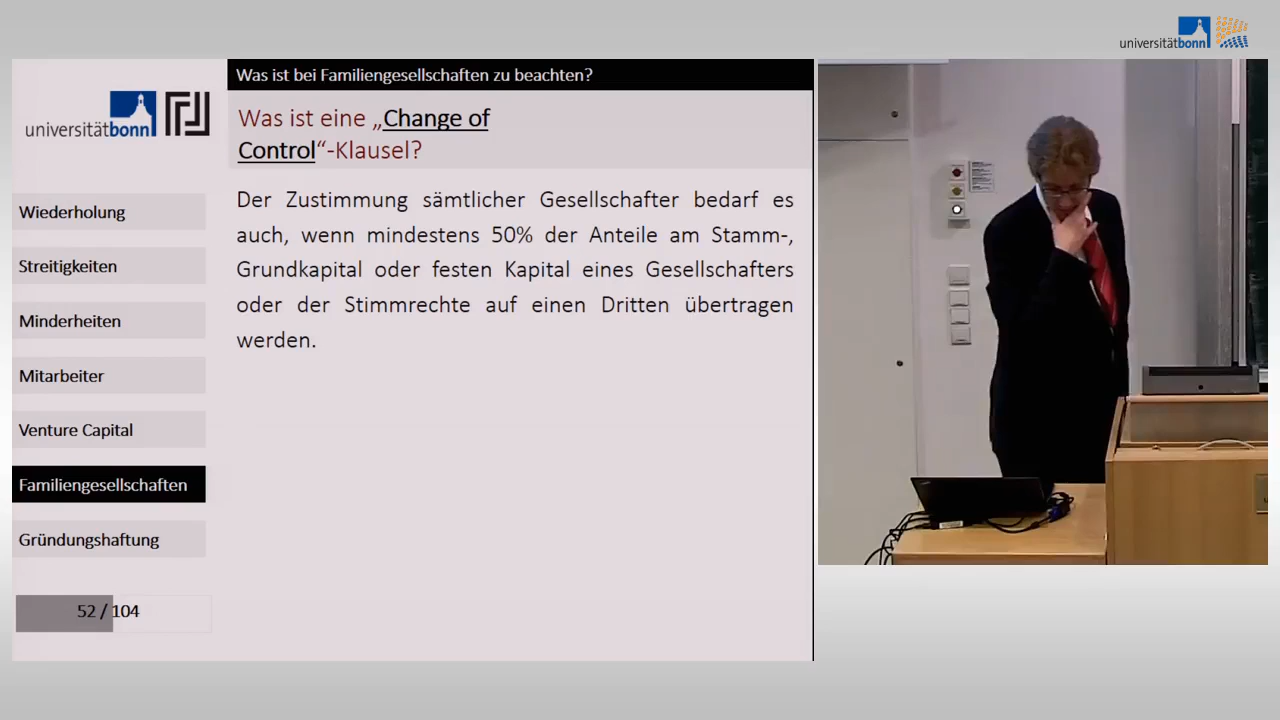 universitätbonn
Was ist bei Familiengesellschaften zu beachten?
universitätbonn
Was ist eine „Change of
Control“-Klausel?
Der Zustimmung sämtlicher Gesellschafter bedarf es
auch, wenn mindestens 50% der Anteile am Stamm-,
Grundkapital oder festen Kapital eines Gesellschafters
oder der Stimmrechte auf einen Dritten übertragen
werden.
Wiederholung
Streitigkeiten
Minderheiten
Mitarbeiter
Venture Capital
Familiengesellschaften
Gründungshaftung
52 / 104